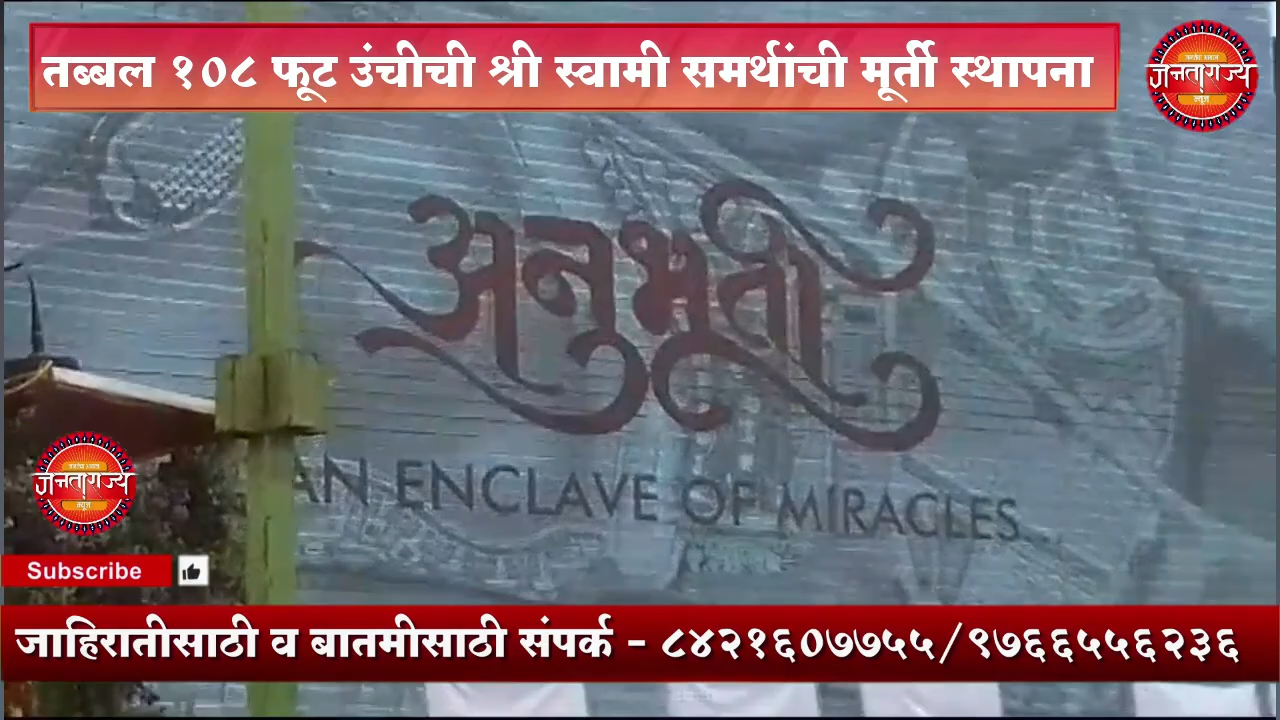 तब्बल १०८ फूट उंचीची श्री स्वामी समर्थांची मूर्ती स्थापना
जनताराज्य
अनुभूती
AN ENCLAVE OF MIRACLES...
जनताराज्य
Subscribe
जाहिरातीसाठी व बातमीसाठी संपर्क - ८४२१६०७७५५/९७६६५५६२३६